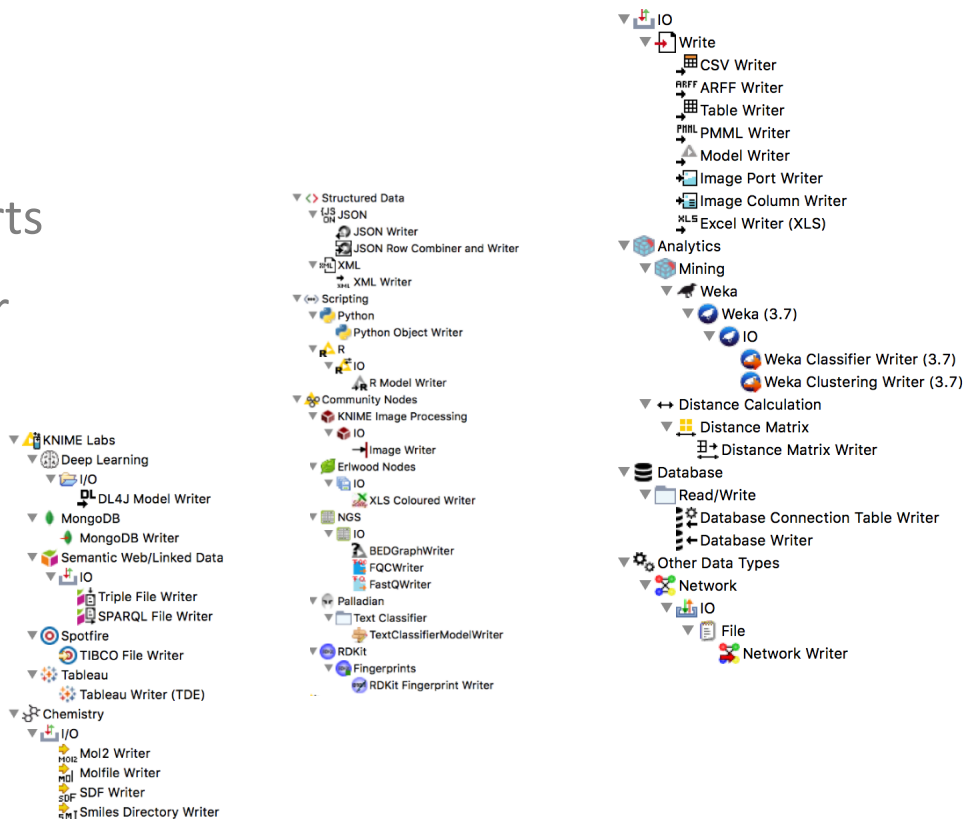 rts
r
KNIME Labs
Deep Learning
I/O
DL4J Model Writer
MongoDB
MongoDB Writer
Semantic Web/Linked Data
IO
Triple File Writer
SPARQL File Writer
Spotfire
TIBCO File Writer
Tableau
Tableau Writer (TDE)
Chemistry
I/O
Mol2 Writer
Molfile Writer
SDF Writer
Smiles Directory Writer
Structured Data
JSON
JSON Writer
JSON Row Combiner and Writer
XML
XML Writer
Scripting
Python
Python Object Writer
R
IO
R Model Writer
Community Nodes
KNIME Image Processing
IO
Image Writer
Erlwood Nodes
IO
XLS Coloured Writer
NGS
IO
BEDGraphWriter
FQCWriter
FastQWriter
Palladian
Text Classifier
TextClassifierModelWriter
RDKit
Fingerprints
RDKit Fingerprint Writer
IO
Write
CSV Writer
ARFF Writer
Table Writer
PMML Writer
Model Writer
Image Port Writer
Image Column Writer
Excel Writer (XLS)
Analytics
Mining
Weka
Weka (3.7)
IO
Weka Classifier Writer (3.7)
Weka Clustering Writer (3.7)
Distance Calculation
Distance Matrix
Distance Matrix Writer
Database
Read/Write
Database Connection Table Writer
Database Writer
Other Data Types
Network
IO
File
Network Writer